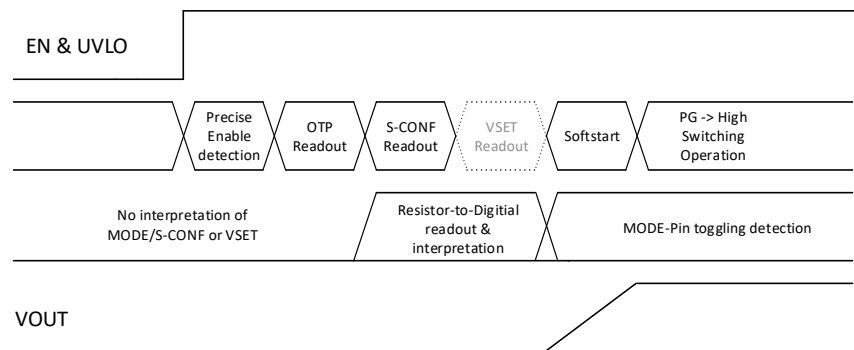 EN & UVLO
Precise
Enable
detection
OTP
Readout
S-CONF
Readout
VSET
Readout
Softstart
PG -> High
Switching
Operation
No interpretation of
MODE/S-CONF or VSET
Resistor-to-Digitial
readout &
interpretation
MODE-Pin toggling detection
VOUT